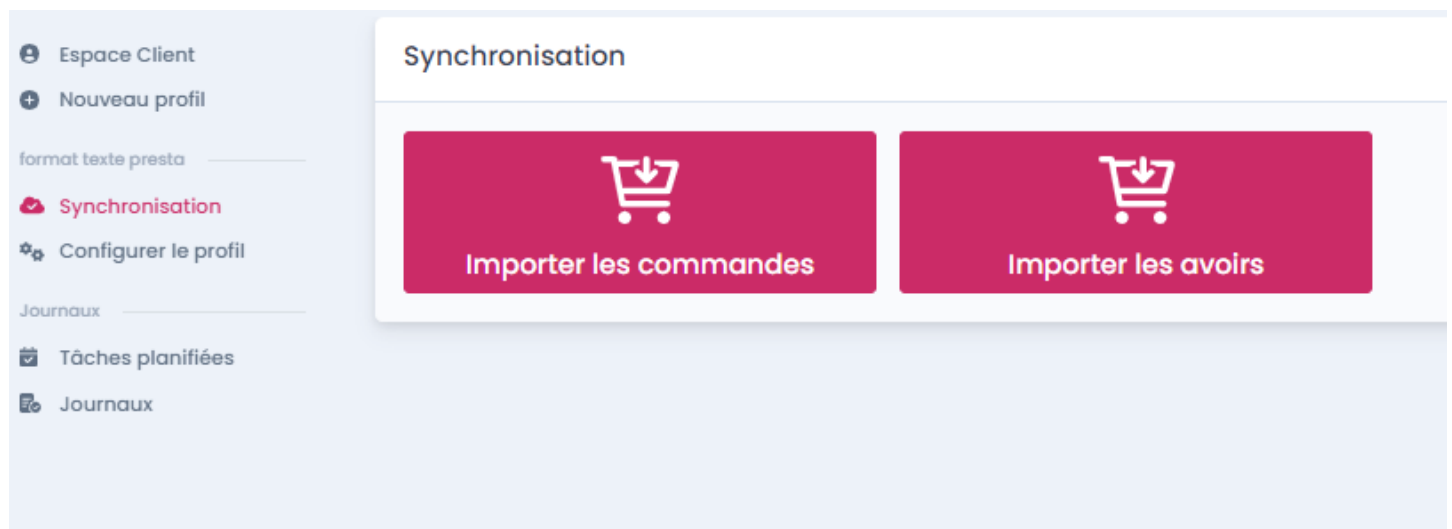 Espace Client
Nouveau profil
format texte presta
Synchronisation
Configurer le profil
Journaux
Tâches planifiées
Journaux
Synchronisation
Importer les commandes
Importer les avoirs